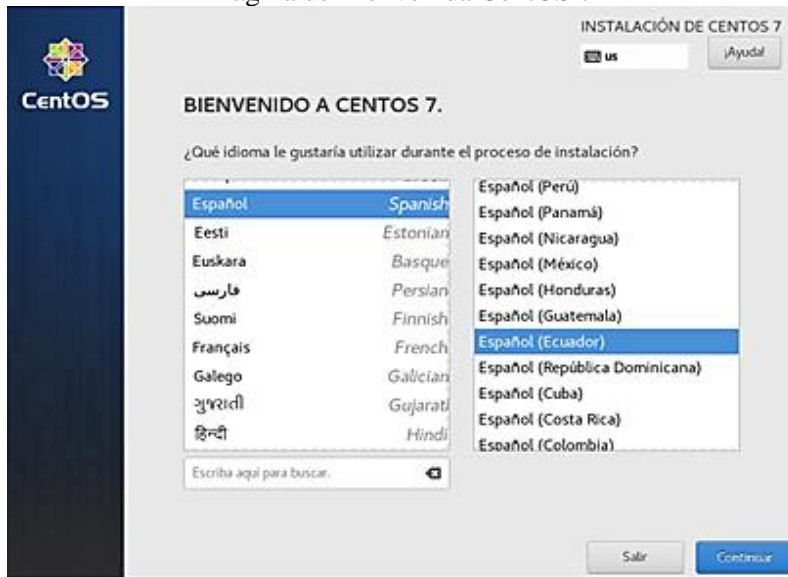 INSTALACIÓN DE CENTOS 7
us
¡Ayuda!
CentOS
BIENVENIDO A CENTOS 7.
¿Qué idioma le gustaría utilizar durante el proceso de instalación?
Español Spanish
Eesti Estonian
Euskara Basque
فارسی Persian
Suomi Finnish
Français French
Galego Galician
ગુજરાતી Gujarati
हिन्दी Hindi
Escriba aquí para buscar.
Español (Perú)
Español (Panamá)
Español (Nicaragua)
Español (México)
Español (Honduras)
Español (Guatemala)
Español (Ecuador)
Español (República Dominicana)
Español (Cuba)
Español (Costa Rica)
Español (Colombia)
Salir
Continuar